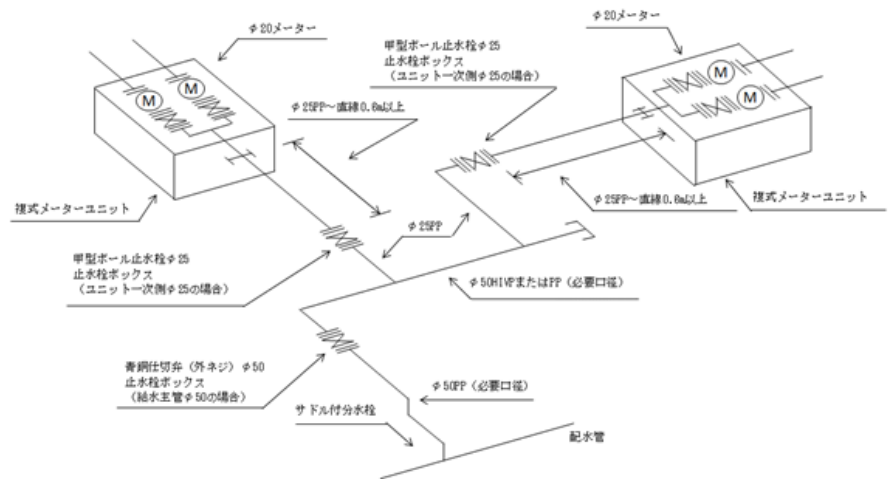 φ20メーター
φ20メーター
甲型ボール止水栓φ25
止水栓ボックス
(ユニット一次側φ25の場合)
M
M
M
M
φ25PP～直線0.6m以上
複式メーターユニット
φ25PP～直線0.6m以上
複式メーターユニット
φ25PP
甲型ボール止水栓φ25
止水栓ボックス
(ユニット一次側φ25の場合)
φ50HIVPまたはPP(必要口径)
青銅仕切弁(外ネジ)φ50
止水栓ボックス
(給水主管φ50の場合)
φ50PP(必要口径)
サドル付分水栓
配水管